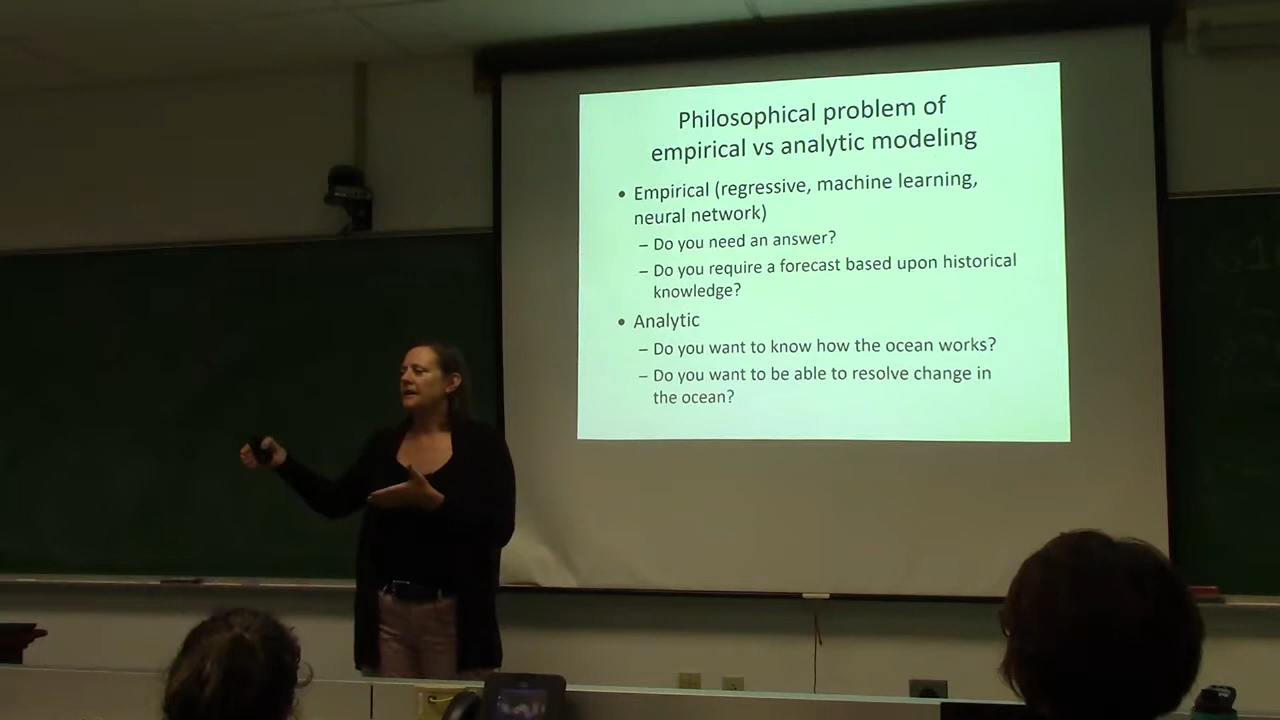 Philosophical problem of
empirical vs analytic modeling
• Empirical (regressive, machine learning,
neural network)
– Do you need an answer?
– Do you require a forecast based upon historical
knowledge?
• Analytic
– Do you want to know how the ocean works?
– Do you want to be able to resolve change in
the ocean?